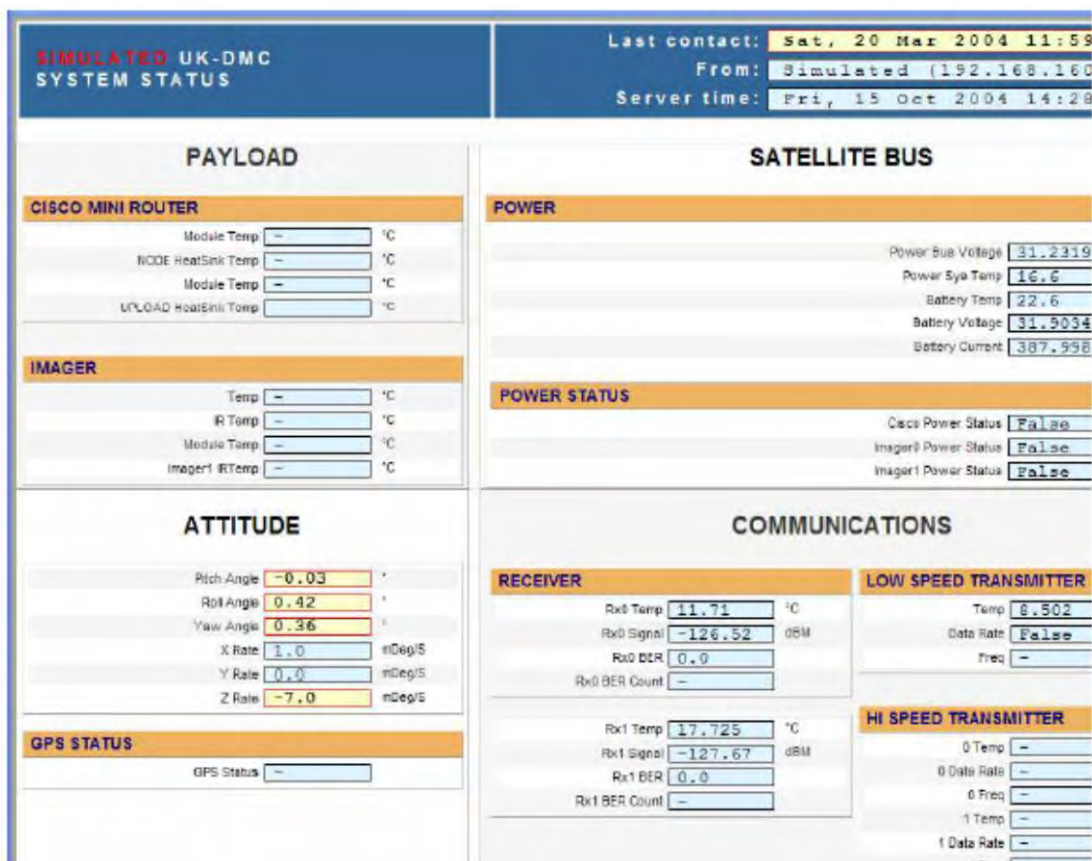 SIMULATED UK-DMC
SYSTEM STATUS
Last contact: Sat, 20 Mar 2004 11:59
From: Simulated (192.168.160
Server time: Fri, 15 Oct 2004 14:28
PAYLOAD
CISCO MINI ROUTER
Module Temp - °C
NODE HeatSink Temp - °C
Module Temp - °C
UPLOAD HeatSink Temp °C
IMAGER
Temp - °C
IR Temp - °C
Module Temp - °C
Imager1 IRTemp - °C
SATELLITE BUS
POWER
Power Bus Voltage 31.2319
Power Sys Temp 16.6
Battery Temp 22.6
Battery Voltage 31.9034
Battery Current 387.998
POWER STATUS
Cisco Power Status False
Imager0 Power Status False
Imager1 Power Status False
ATTITUDE
Pitch Angle -0.03 °
Roll Angle 0.42 °
Yaw Angle 0.36 °
X Rate 1.0 mDeg/S
Y Rate 0.0 mDeg/S
Z Rate -7.0 mDeg/S
GPS STATUS
GPS Status -
COMMUNICATIONS
RECEIVER
Rx0 Temp 11.71 °C
Rx0 Signal -126.52 dBM
Rx0 BER 0.0
Rx0 BER Count -
Rx1 Temp 17.725 °C
Rx1 Signal -127.67 dBM
Rx1 BER 0.0
Rx1 BER Count -
LOW SPEED TRANSMITTER
Temp 8.502
Data Rate False
Freq -
HI SPEED TRANSMITTER
0 Temp -
0 Data Rate -
0 Freq -
1 Temp -
1 Data Rate -